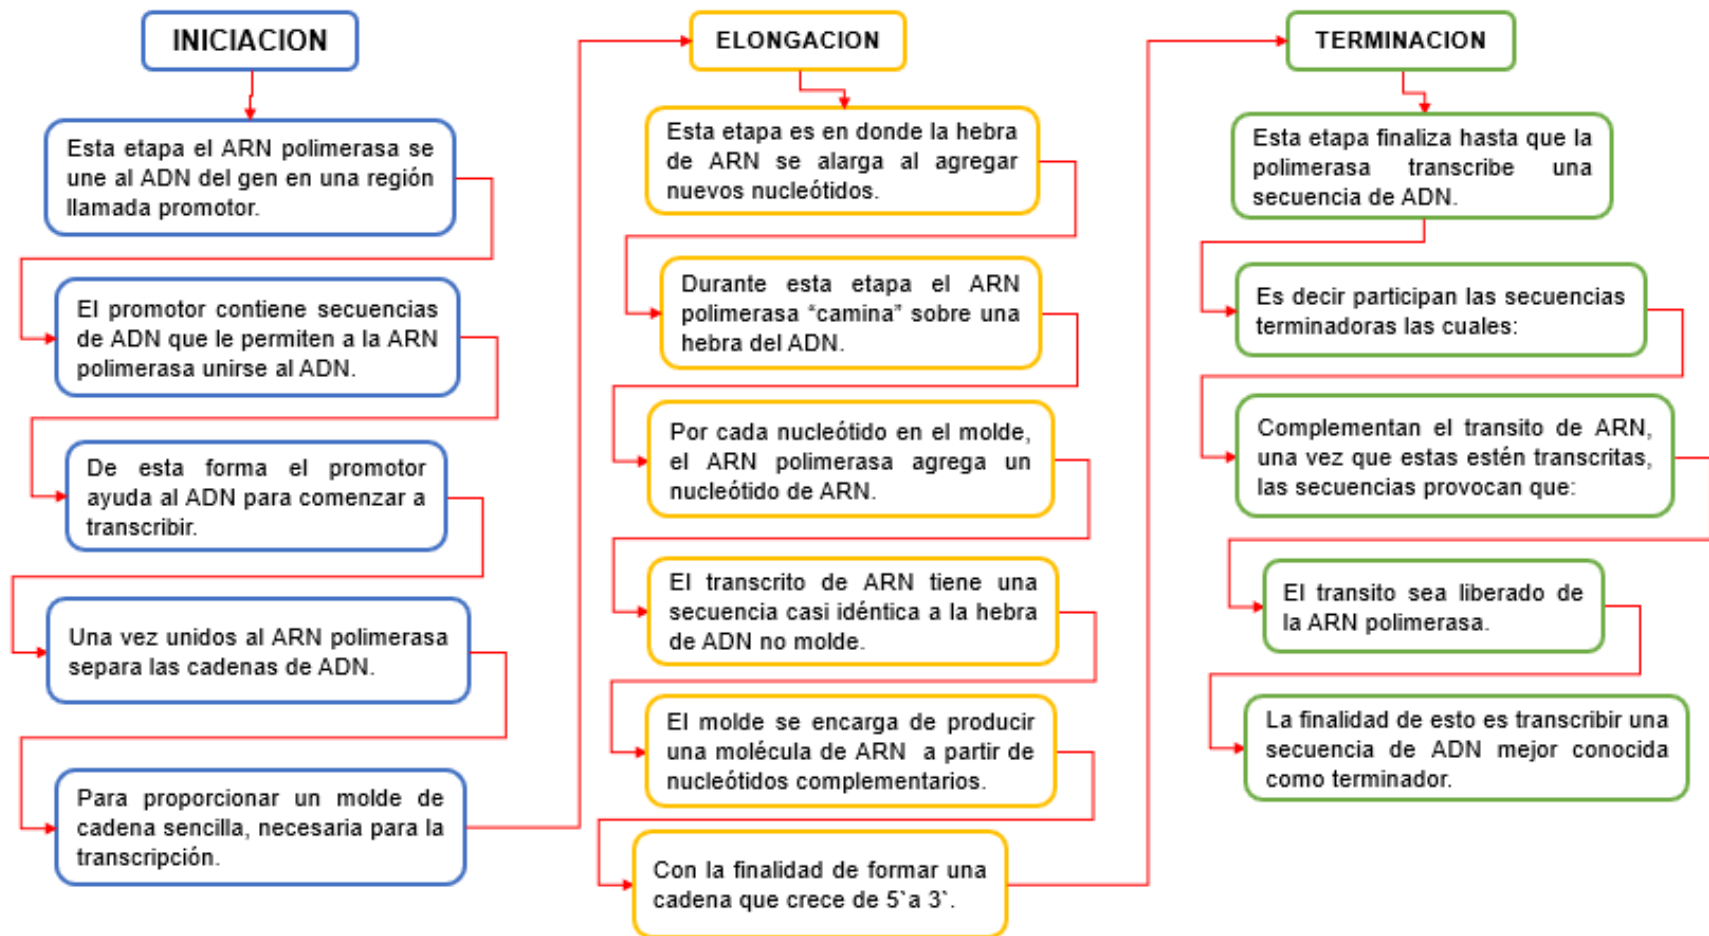 INICIACION
Esta etapa el ARN polimerasa se
une al ADN del gen en una región
llamada promotor.
El promotor contiene secuencias
de ADN que le permiten a la ARN
polimerasa unirse al ADN.
De esta forma el promotor
ayuda al ADN para comenzar a
transcribir.
Una vez unidos al ARN polimerasa
separa las cadenas de ADN.
Para proporcionar un molde de
cadena sencilla, necesaria para la
transcripción.
ELONGACION
Esta etapa es en donde la hebra
de ARN se alarga al agregar
nuevos nucleótidos.
Durante esta etapa el ARN
polimerasa “camina” sobre una
hebra del ADN.
Por cada nucleótido en el molde,
el ARN polimerasa agrega un
nucleótido de ARN.
El transcrito de ARN tiene una
secuencia casi idéntica a la hebra
de ADN no molde.
El molde se encarga de producir
una molécula de ARN a partir de
nucleótidos complementarios.
Con la finalidad de formar una
cadena que crece de 5`a 3`.
TERMINACION
Esta etapa finaliza hasta que la
polimerasa transcribe una
secuencia de ADN.
Es decir participan las secuencias
terminadoras las cuales:
Complementan el transito de ARN,
una vez que estas estén transcritas,
las secuencias provocan que:
El transito sea liberado de
la ARN polimerasa.
La finalidad de esto es transcribir una
secuencia de ADN mejor conocida
como terminador.